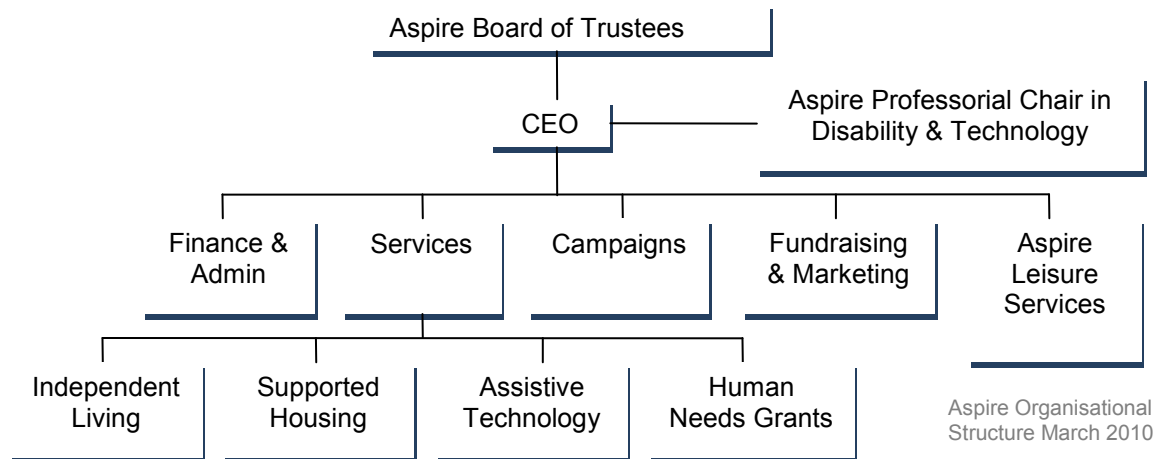 Aspire Board of Trustees
CEO
Aspire Professorial Chair in
Disability & Technology
Finance &
Admin
Services
Campaigns
Fundraising
& Marketing
Aspire
Leisure
Services
Independent
Living
Supported
Housing
Assistive
Technology
Human
Needs Grants
Aspire Organisational
Structure March 2010